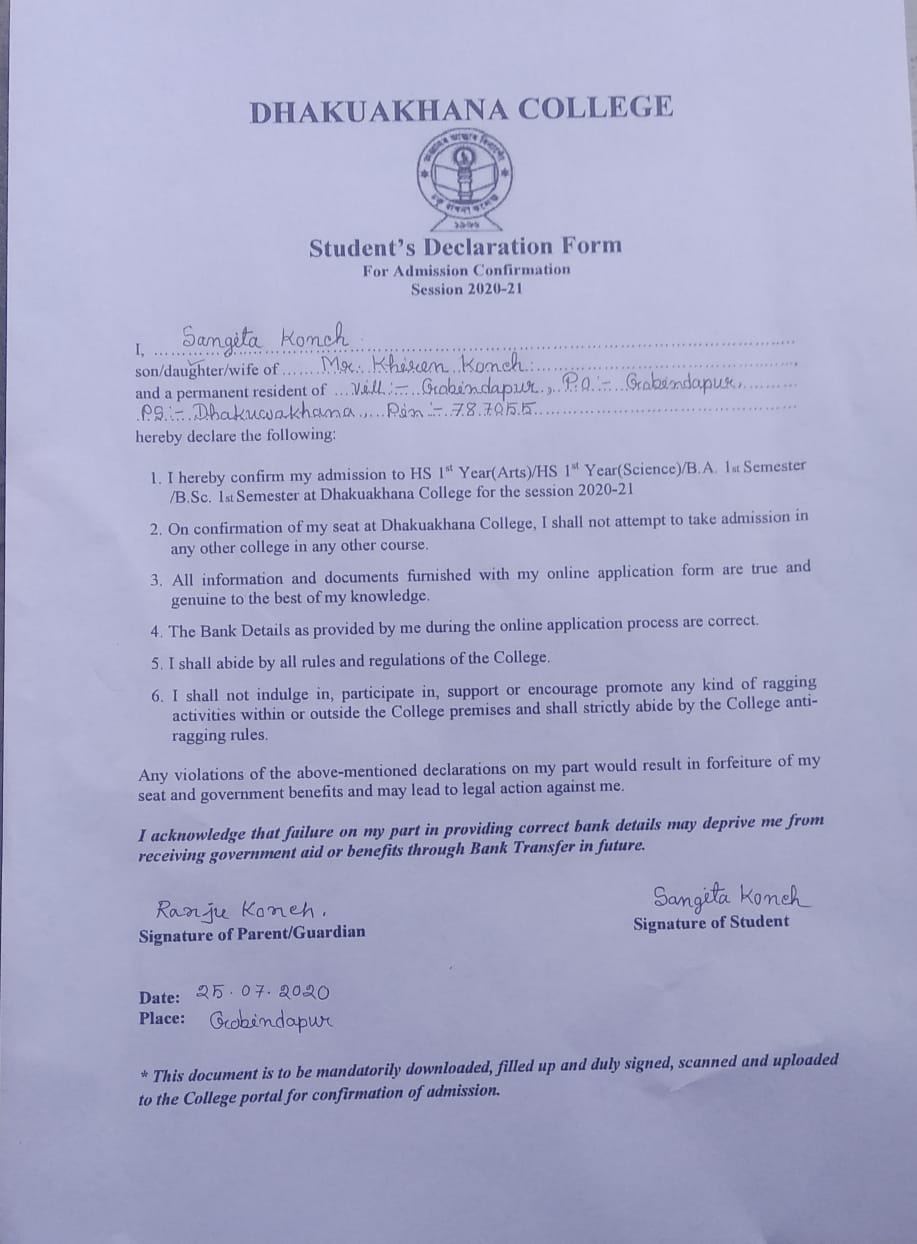 DHAKUAKHANA COLLEGE
১৯৬৬
Student's Declaration Form
For Admission Confirmation
Session 2020-21
I, Sangita Konch
son/daughter/wife of Mr. Khiren Konch
and a permanent resident of Vill:- Gobindapur, P.O:- Gobindapur,
P.S:- Dhakuwakhana, Pin:- 787055
hereby declare the following:
1. I hereby confirm my admission to HS 1st Year(Arts)/HS 1st Year(Science)/B.A. 1st Semester
/B.Sc. 1st Semester at Dhakuakhana College for the session 2020-21
2. On confirmation of my seat at Dhakuakhana College, I shall not attempt to take admission in
any other college in any other course.
3. All information and documents furnished with my online application form are true and
genuine to the best of my knowledge.
4. The Bank Details as provided by me during the online application process are correct.
5. I shall abide by all rules and regulations of the College.
6. I shall not indulge in, participate in, support or encourage promote any kind of ragging
activities within or outside the College premises and shall strictly abide by the College anti-
ragging rules.
Any violations of the above-mentioned declarations on my part would result in forfeiture of my
seat and government benefits and may lead to legal action against me.
I acknowledge that failure on my part in providing correct bank details may deprive me from
receiving government aid or benefits through Bank Transfer in future.
Ranju Konch.
Signature of Parent/Guardian
Sangita Konch
Signature of Student
Date: 25.07.2020
Place: Gobindapur
* This document is to be mandatorily downloaded, filled up and duly signed, scanned and uploaded
to the College portal for confirmation of admission.